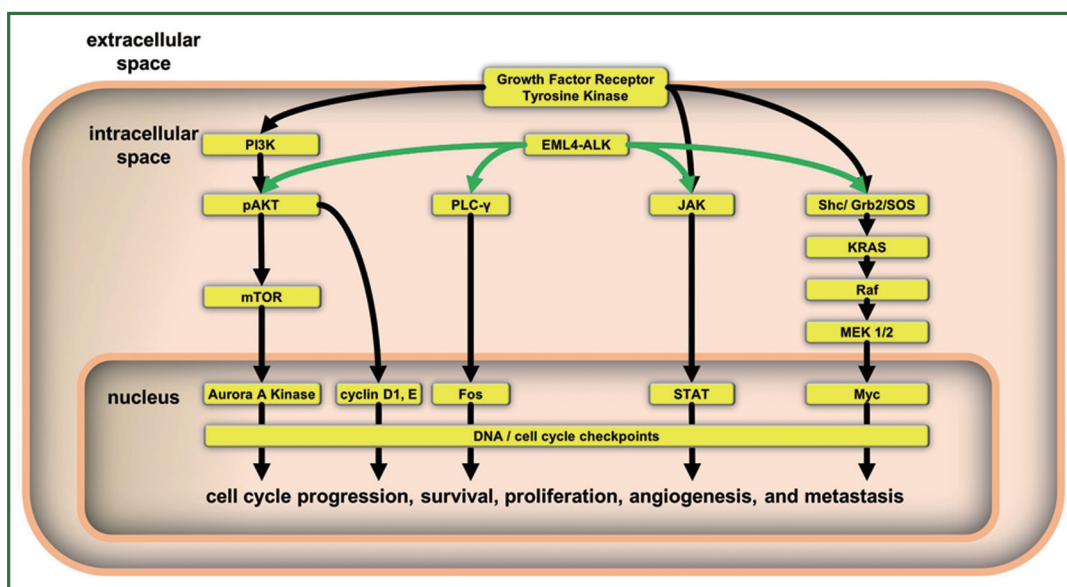 extracellular
space
Growth Factor Receptor
Tyrosine Kinase
intracellular
space
PI3K
EML4-ALK
pAKT
PLC-γ
JAK
Shc/ Grb2/SOS
KRAS
mTOR
Raf
MEK 1/2
nucleus
Aurora A Kinase
cyclin D1, E
Fos
STAT
Myc
DNA / cell cycle checkpoints
cell cycle progression, survival, proliferation, angiogenesis, and metastasis